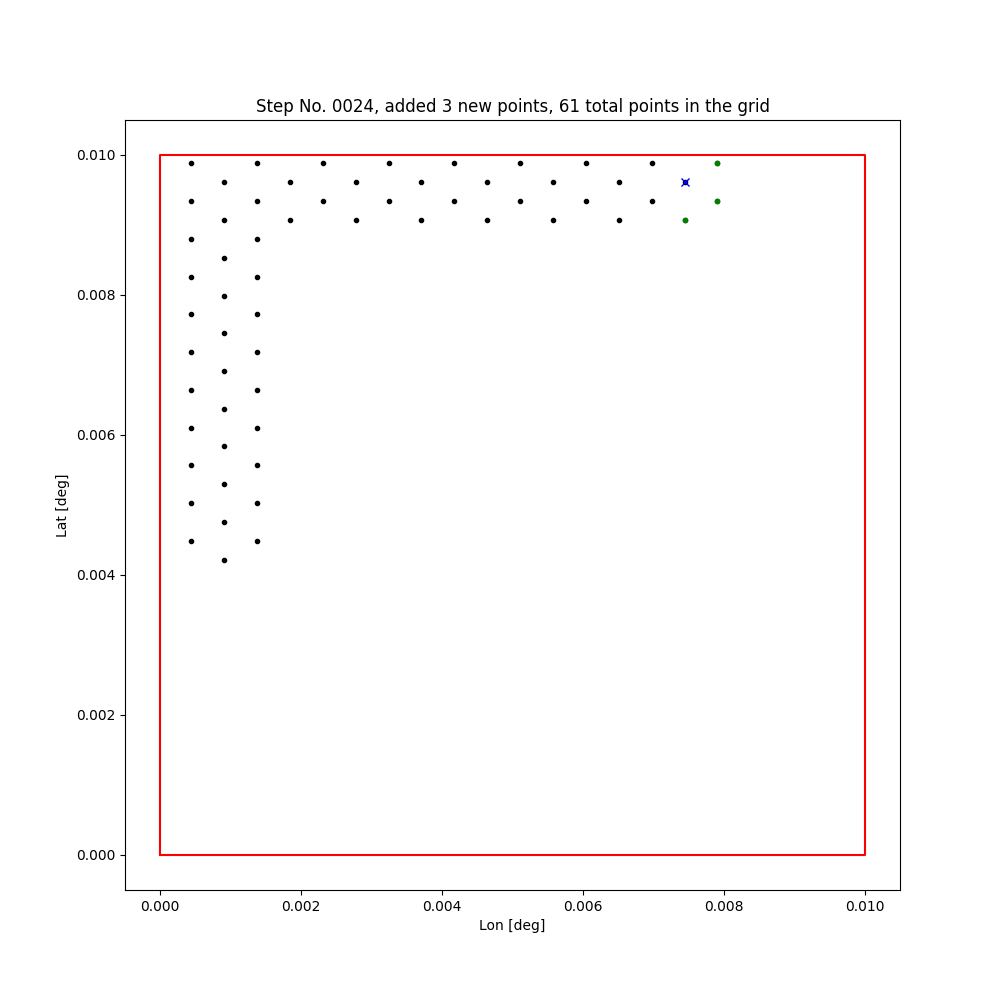 Step No. 0024, added 3 new points, 61 total points in the grid
0.010
0.008
0.006
0.004
0.002
0.000
Lat [deg]
0.000 0.002 0.004 0.006 0.008 0.010
Lon [deg]